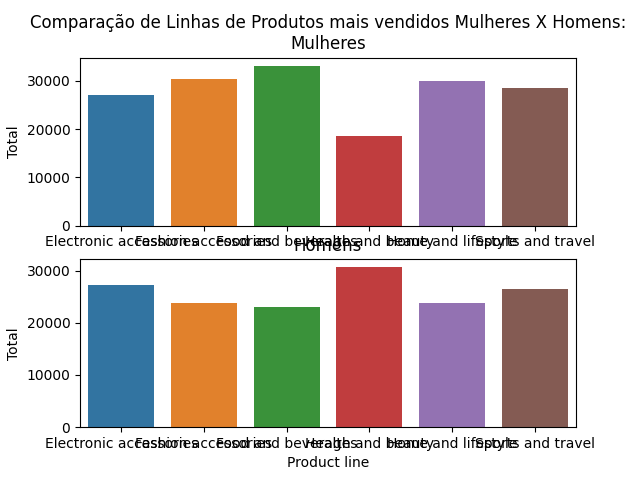 Comparação de Linhas de Produtos mais vendidos Mulheres X Homens:
Mulheres
30000
20000
10000
0
Total
Electronic accessories Fashion accessories Food and beverages Health and beauty Home and lifestyle Sports and travel
Homens
30000
20000
10000
0
Total
Electronic accessories Fashion accessories Food and beverages Health and beauty Home and lifestyle Sports and travel
Product line